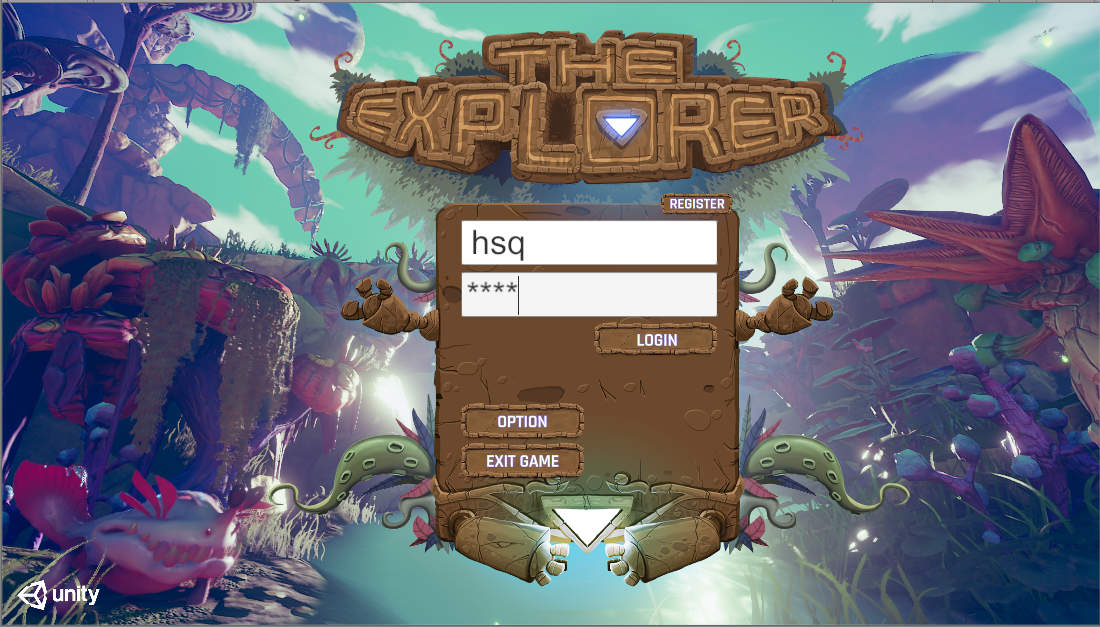 THE
EXPLORER
REGISTER
hsq
****
LOGIN
OPTION
EXIT GAME
unity